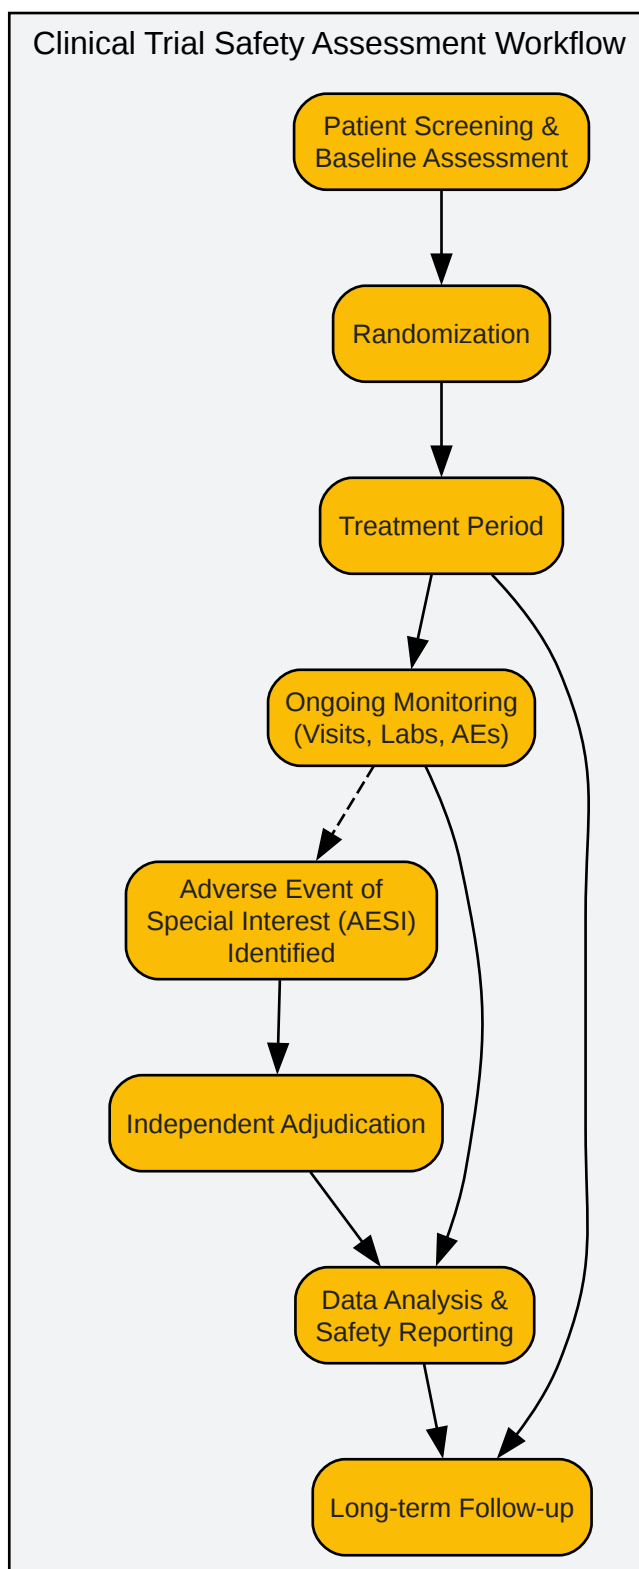 Clinical Trial Safety Assessment Workflow
Patient Screening &
Baseline Assessment
Randomization
Treatment Period
Ongoing Monitoring
(Visits, Labs, AEs)
Adverse Event of
Special Interest (AESI)
Identified
Independent Adjudication
Data Analysis &
Safety Reporting
Long-term Follow-up